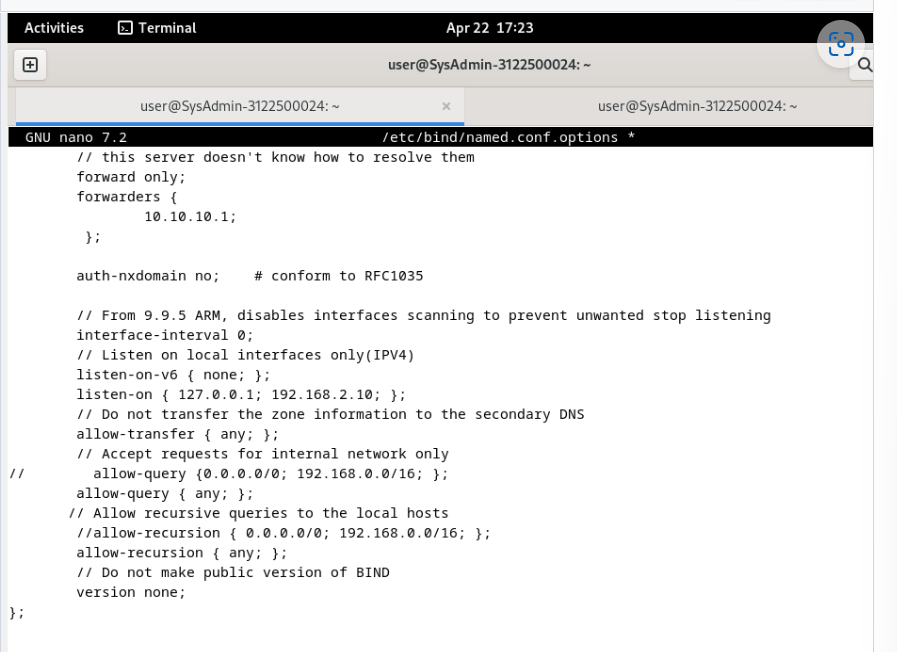 Activities Terminal Apr 22 17:23
user@SysAdmin-3122500024: ~
user@SysAdmin-3122500024: ~ × user@SysAdmin-3122500024: ~
GNU nano 7.2 /etc/bind/named.conf.options *
// this server doesn't know how to resolve them
forward only;
forwarders {
10.10.10.1;
};
auth-nxdomain no; # conform to RFC1035
// From 9.9.5 ARM, disables interfaces scanning to prevent unwanted stop listening
interface-interval 0;
// Listen on local interfaces only(IPV4)
listen-on-v6 { none; };
listen-on { 127.0.0.1; 192.168.2.10; };
// Do not transfer the zone information to the secondary DNS
allow-transfer { any; };
// Accept requests for internal network only
// allow-query {0.0.0.0/0; 192.168.0.0/16; };
allow-query { any; };
// Allow recursive queries to the local hosts
//allow-recursion { 0.0.0.0/0; 192.168.0.0/16; };
allow-recursion { any; };
// Do not make public version of BIND
version none;
};